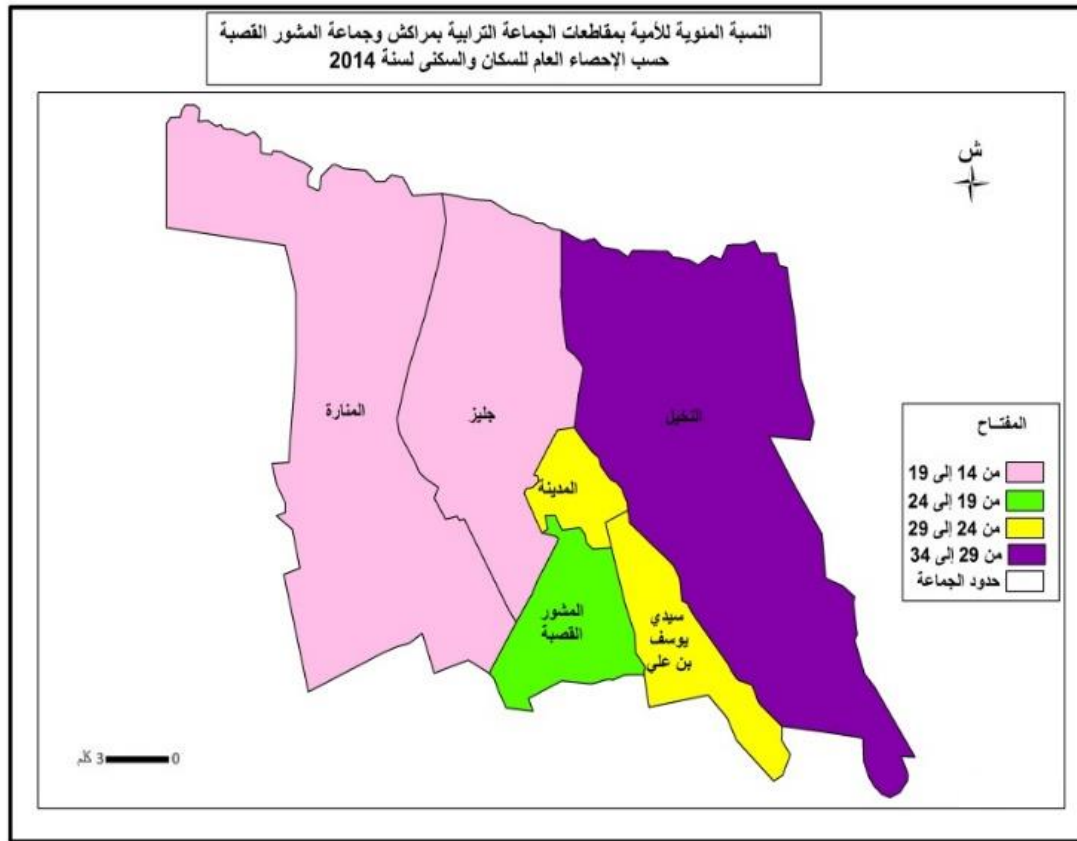 النسبة المئوية للأمية بمقاطعات الجماعة الترابية بمراكش وجماعة المشور القصبة
حسب الإحصاء العام للسكان والسكنى لسنة 2014
ش
المنارة
جليز
النخيل
المدينة
المشور
القصبة
سيدي
يوسف
بن علي
المفتـاح
من 14 إلى 19
من 19 إلى 24
من 24 إلى 29
من 29 إلى 34
حدود الجماعة
0 3 كلم